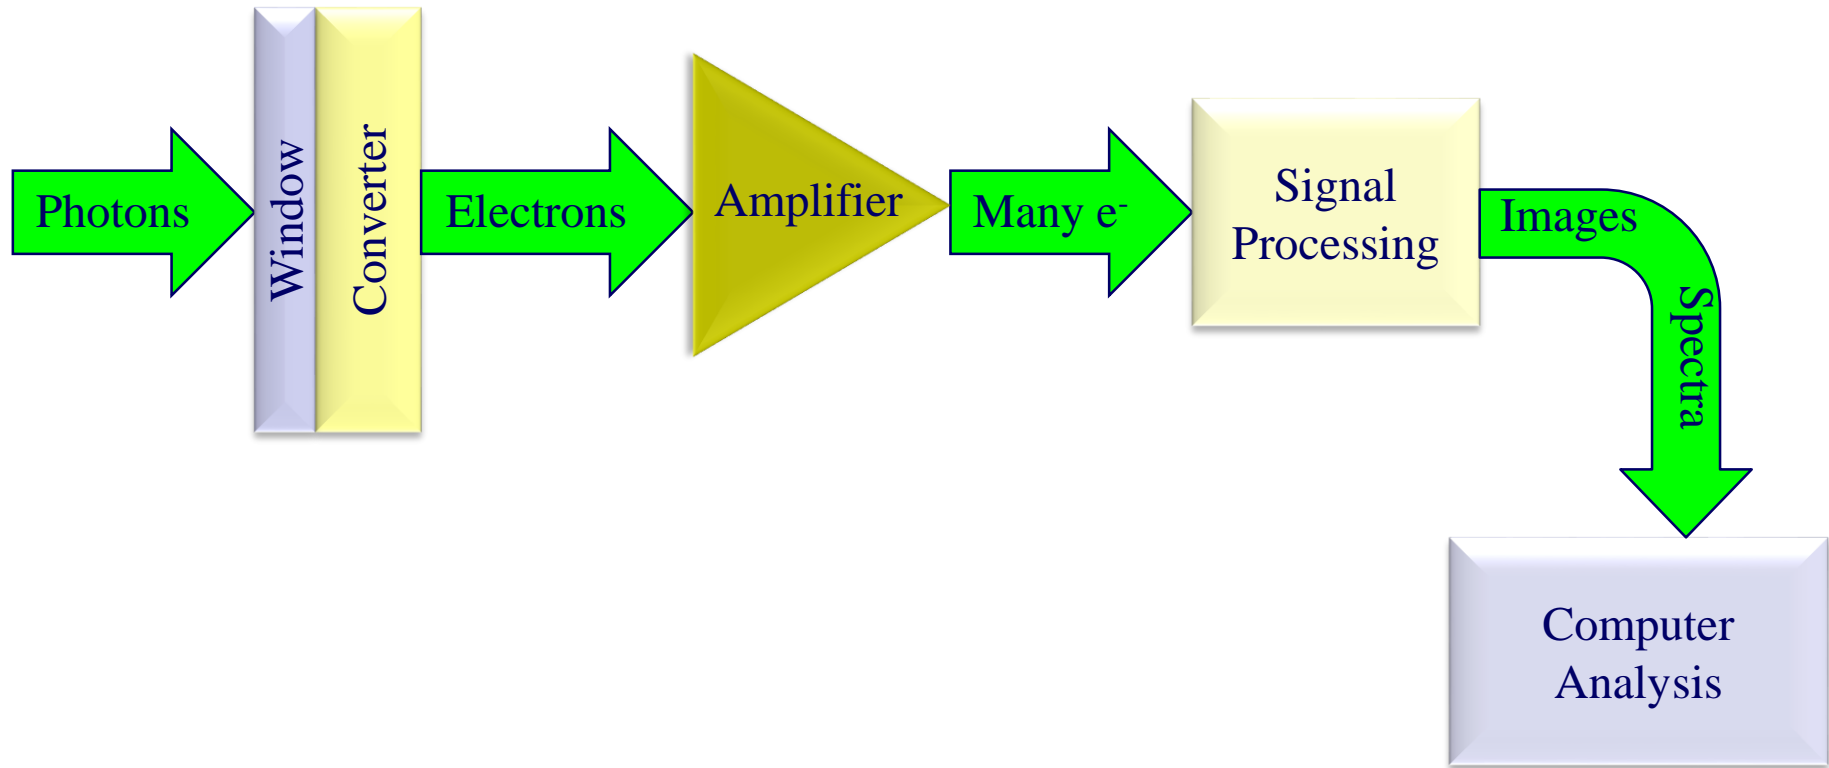 Photons
Window
Converter
Electrons
Amplifier
Many e⁻
Signal
Processing
Images
Spectra
Computer
Analysis